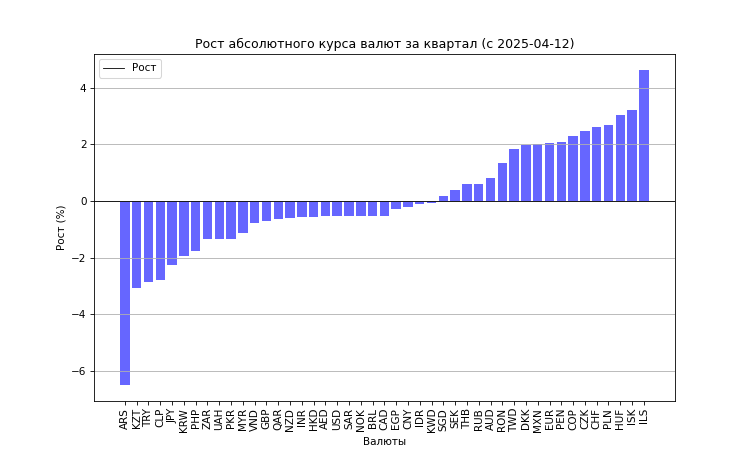 Рост абсолютного курса валют за квартал (с 2025-04-12)
Рост
Рост (%)
4
2
0
−2
−4
−6
ARS KZT TRY CLP JPY KRW PHP ZAR UAH PKR MYR VND GBP QAR NZD INR HKD AED USD SAR NOK BRL CAD EGP CNY IDR KWD SGD SEK THB RUB AUD RON TWD DKK MXN EUR PEN COP CZK CHF PLN HUF ISK ILS
Валюты